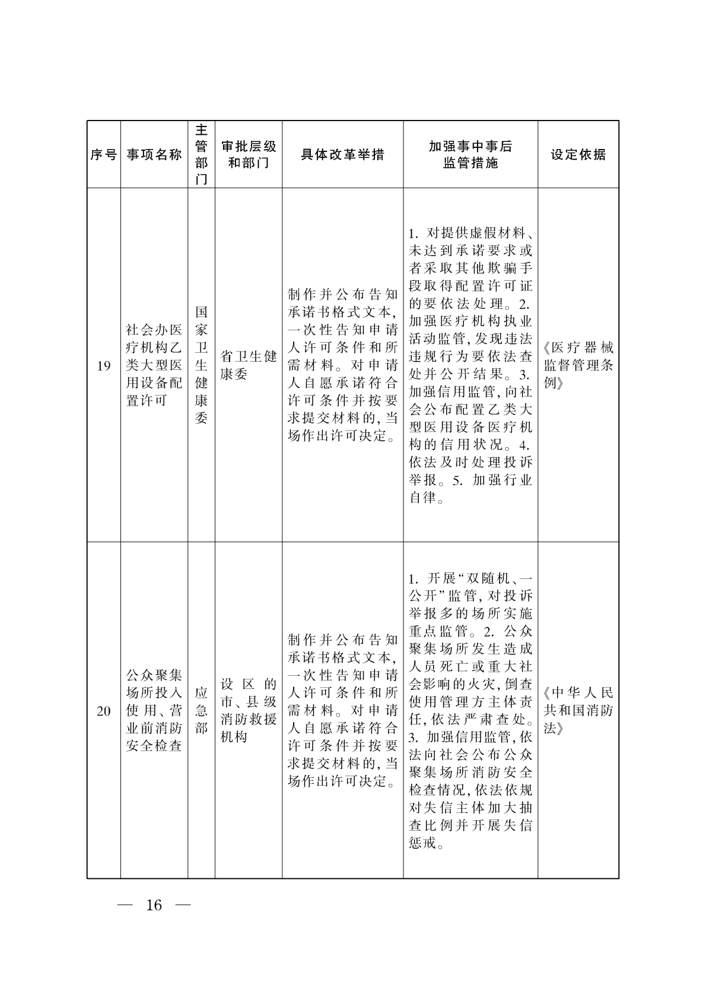 序号
事项名称
主
管
部
门
审批层级
和部门
具体改革举措
加强事中事后
监管措施
设定依据
19
社会办医
疗机构乙
类大型医
用设备配
置许可
国
家
卫
生
健
康
委
省卫生健
康委
制作并公布告知
承诺书格式文本,
一次性告知申请
人许可条件和所
需材料。对申请
人自愿承诺符合
许可条件并按要
求提交材料的,当
场作出许可决定。
1. 对提供虚假材料、
未达到承诺要求或
者采取其他欺骗手
段取得配置许可证
的要依法处理。2.
加强医疗机构执业
活动监管,发现违法
违规行为要依法查
处并公开结果。3.
加强信用监管,向社
会公布配置乙类大
型医用设备医疗机
构的信用状况。4.
依法及时处理投诉
举报。5. 加强行业
自律。
《医疗器械
监督管理条
例》
20
公众聚集
场所投入
使用、营
业前消防
安全检查
应
急
部
设区的
市、县级
消防救援
机构
制作并公布告知
承诺书格式文本,
一次性告知申请
人许可条件和所
需材料。对申请
人自愿承诺符合
许可条件并按要
求提交材料的,当
场作出许可决定。
1. 开展“双随机、一
公开”监管,对投诉
举报多的场所实施
重点监管。2. 公众
聚集场所发生造成
人员死亡或重大社
会影响的火灾,倒查
使用管理方主体责
任,依法严肃查处。
3. 加强信用监管,依
法向社会公布公众
聚集场所消防安全
检查情况,依法依规
对失信主体加大抽
查比例并开展失信
惩戒。
《中华人民
共和国消防
法》
— 16 —